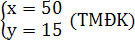 {x = 50
y = 15 (TMĐK)